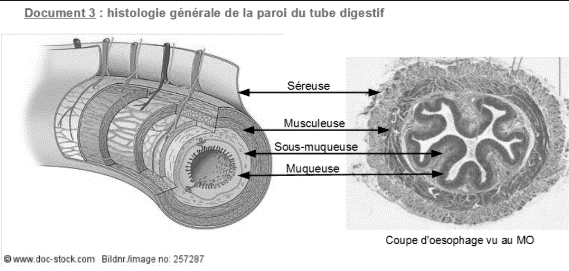 Document 3 : histologie générale de la paroi du tube digestif
Séreuse
Musculeuse
Sous-muqueuse
Muqueuse
Coupe d'oesophage vu au MO
© www.doc-stock.com Bildnr./image no: 257287